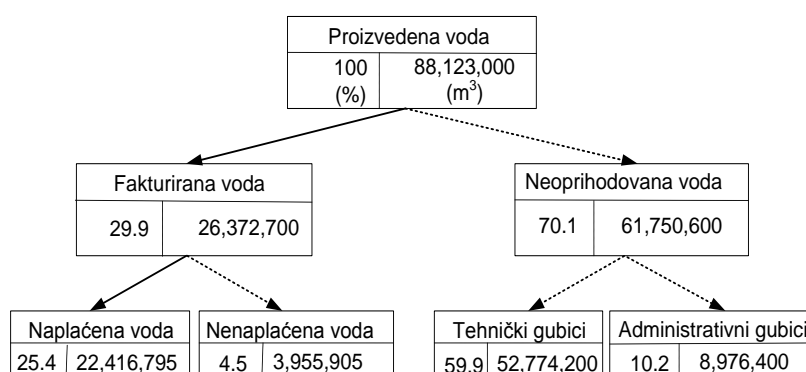 Proizvedena voda
100 88,123,000
(%) (m³)
Fakturirana voda
29.9 26,372,700
Neoprihodovana voda
70.1 61,750,600
Naplaćena voda
25.4 22,416,795
Nenaplaćena voda
4.5 3,955,905
Tehnički gubici
59.9 52,774,200
Administrativni gubici
10.2 8,976,400